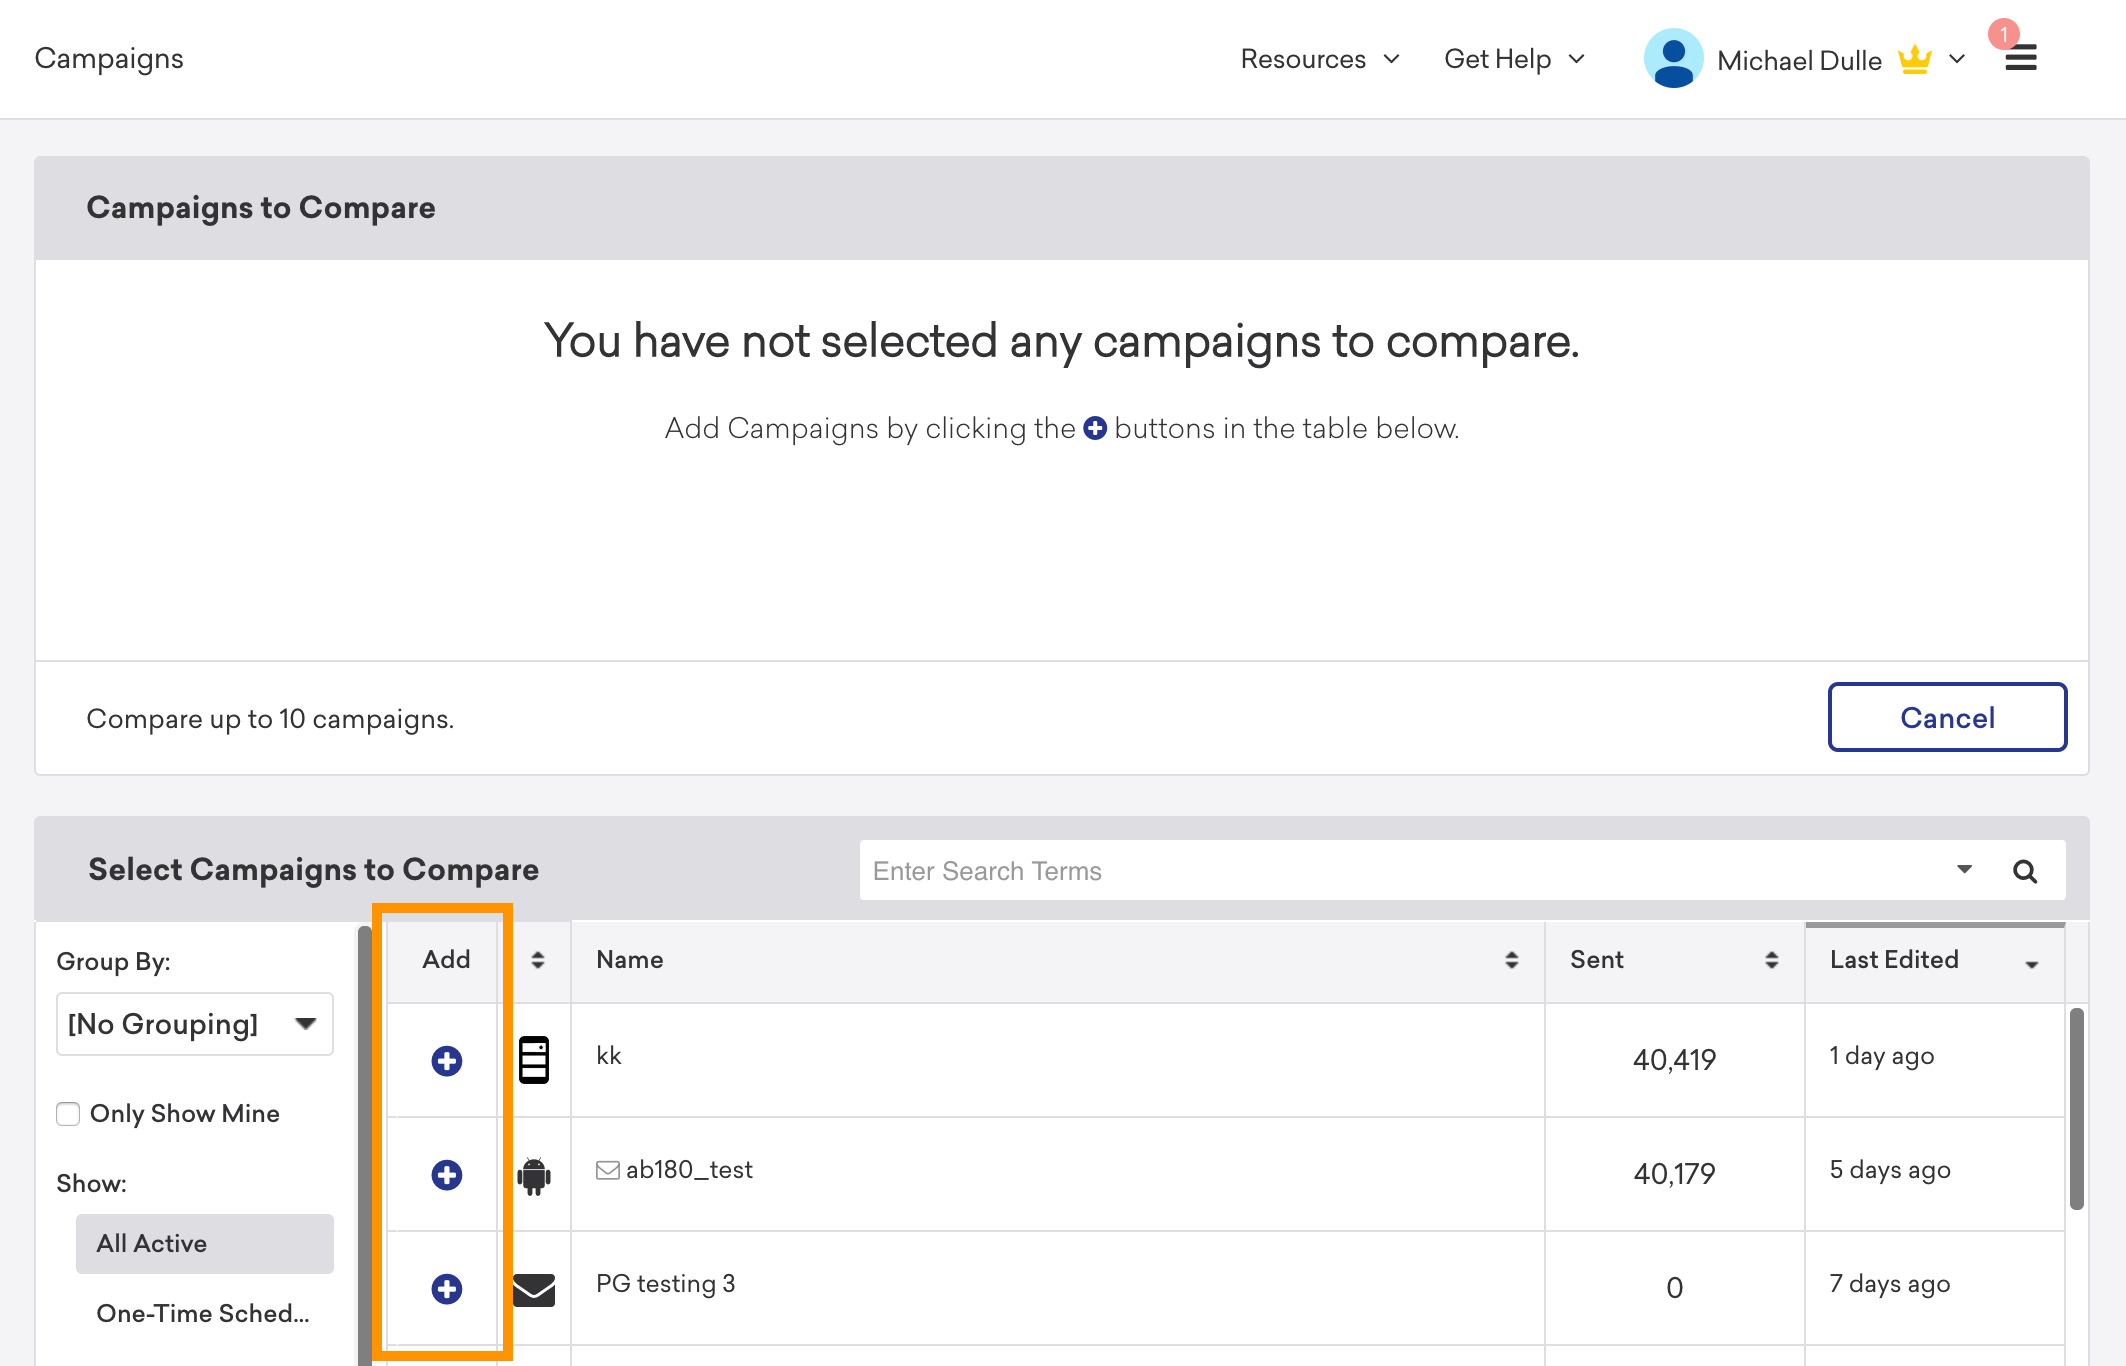 Campaigns
Resources
Get Help
Michael Dulle
1
Campaigns to Compare
You have not selected any campaigns to compare.
Add Campaigns by clicking the buttons in the table below.
Compare up to 10 campaigns.
Cancel
Select Campaigns to Compare
Enter Search Terms
Group By:
[No Grouping]
Only Show Mine
Show:
All Active
One-Time Sched...
Add Name Sent Last Edited
kk 40,419 1 day ago
ab180_test 40,179 5 days ago
PG testing 3 0 7 days ago